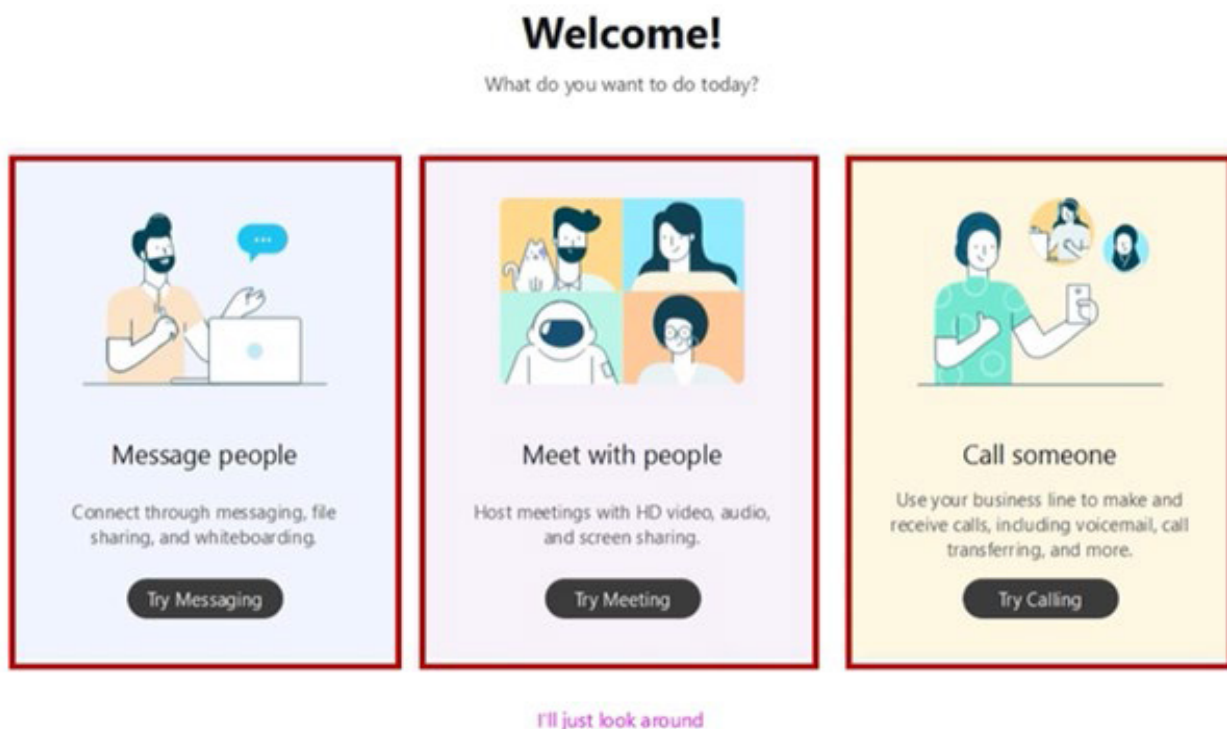 Welcome!
What do you want to do today?
Message people
Connect through messaging, file
sharing, and whiteboarding.
Try Messaging
Meet with people
Host meetings with HD video, audio,
and screen sharing.
Try Meeting
Call someone
Use your business line to make and
receive calls, including voicemail, call
transferring, and more.
Try Calling
I'll just look around